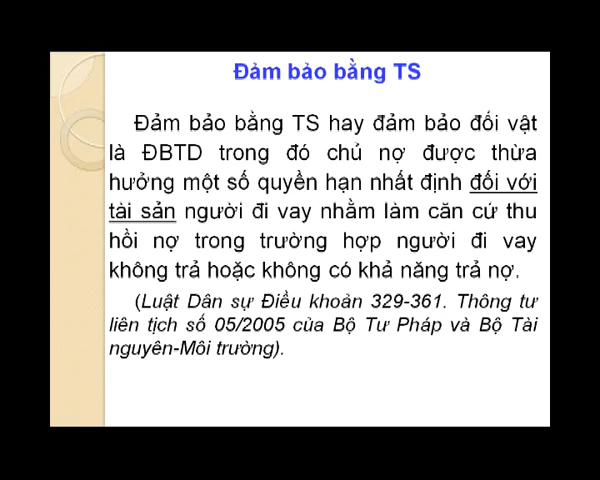 Đảm bảo bằng TS
Đảm bảo bằng TS hay đảm bảo đối vật
là ĐBTD trong đó chủ nợ được thừa
hưởng một số quyền hạn nhất định đối với
tài sản người đi vay nhằm làm căn cứ thu
hồi nợ trong trường hợp người đi vay
không trả hoặc không có khả năng trả nợ.
(Luật Dân sự Điều khoản 329-361. Thông tư
liên tịch số 05/2005 của Bộ Tư Pháp và Bộ Tài
nguyên-Môi trường).